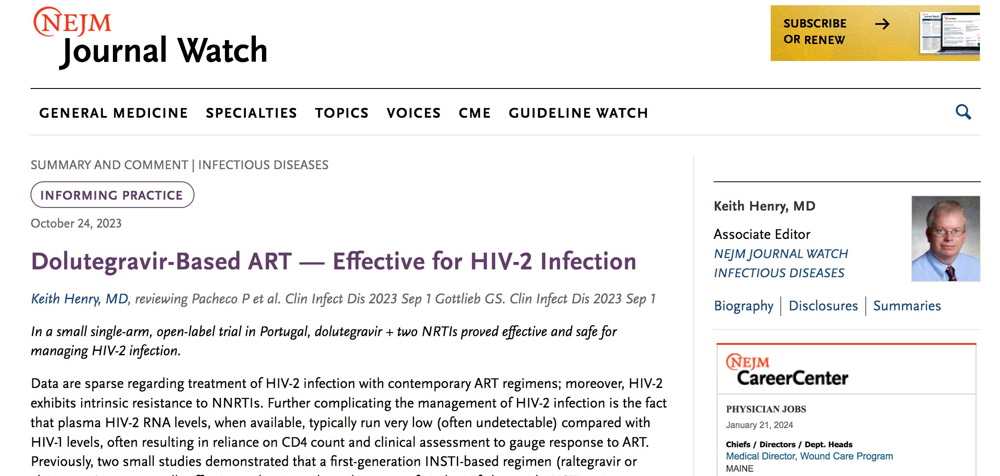 NEJM
Journal Watch
SUBSCRIBE
OR RENEW
GENERAL MEDICINE SPECIALTIES TOPICS VOICES CME GUIDELINE WATCH
SUMMARY AND COMMENT | INFECTIOUS DISEASES
INFORMING PRACTICE
October 24, 2023
Dolutegravir-Based ART — Effective for HIV-2 Infection
Keith Henry, MD, reviewing Pacheco P et al. Clin Infect Dis 2023 Sep 1 Gottlieb GS. Clin Infect Dis 2023 Sep 1
In a small single-arm, open-label trial in Portugal, dolutegravir + two NRTIs proved effective and safe for
managing HIV-2 infection.
Data are sparse regarding treatment of HIV-2 infection with contemporary ART regimens; moreover, HIV-2
exhibits intrinsic resistance to NNRTIs. Further complicating the management of HIV-2 infection is the fact
that plasma HIV-2 RNA levels, when available, typically run very low (often undetectable) compared with
HIV-1 levels, often resulting in reliance on CD4 count and clinical assessment to gauge response to ART.
Previously, two small studies demonstrated that a first-generation INSTI-based regimen (raltegravir or
Keith Henry, MD
Associate Editor
NEJM JOURNAL WATCH
INFECTIOUS DISEASES
Biography | Disclosures | Summaries
NEJM
CareerCenter
PHYSICIAN JOBS
January 21, 2024
Chiefs / Directors / Dept. Heads
Medical Director, Wound Care Program
MAINE